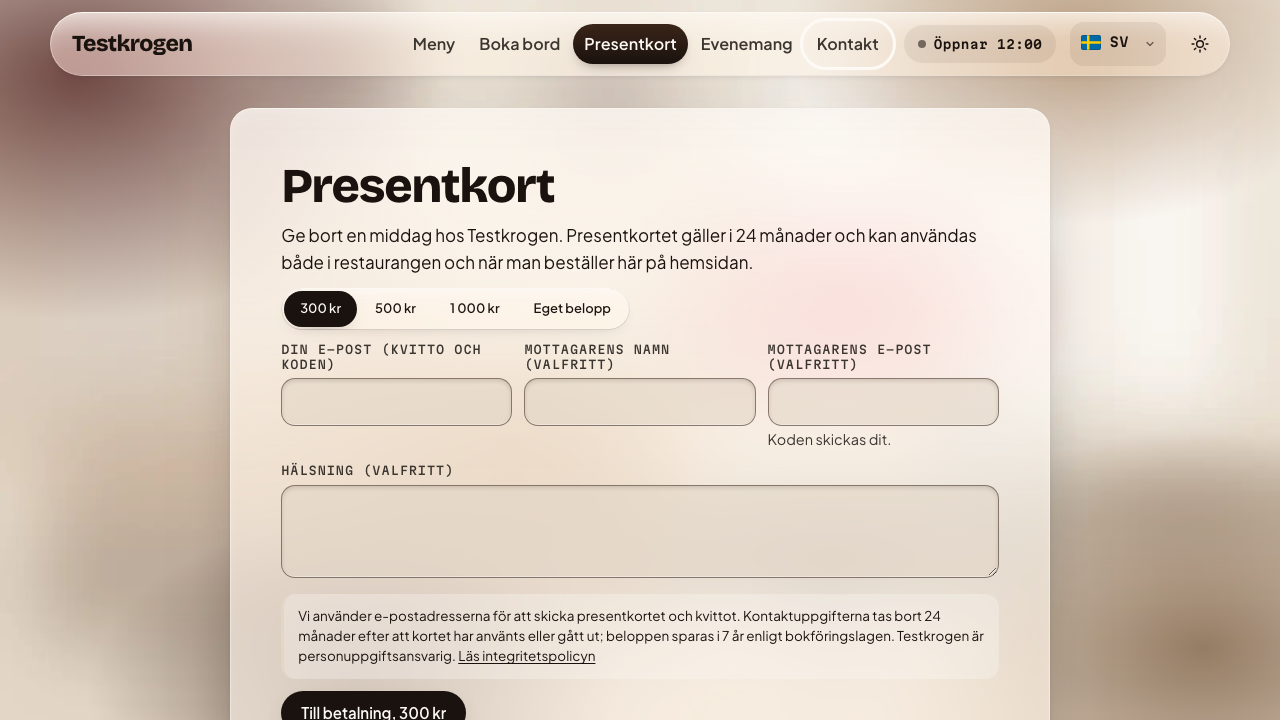 Testkrogen
Meny
Boka bord
Presentkort
Evenemang
Kontakt
Öppnar 12:00
SV
Presentkort
Ge bort en middag hos Testkrogen. Presentkortet gäller i 24 månader och kan användas
både i restaurangen och när man beställer här på hemsidan.
300 kr
500 kr
1 000 kr
Eget belopp
DIN E-POST (KVITTO OCH
KODEN)
MOTTAGARENS NAMN
(VALFRITT)
MOTTAGARENS E-POST
(VALFRITT)
Koden skickas dit.
HÄLSNING (VALFRITT)
Vi använder e-postadresserna för att skicka presentkortet och kvittot. Kontaktuppgifterna tas bort 24
månader efter att kortet har använts eller gått ut; beloppen sparas i 7 år enligt bokföringslagen. Testkrogen är
personuppgiftsansvarig. Läs integritetspolicyn
Till betalning, 300 kr